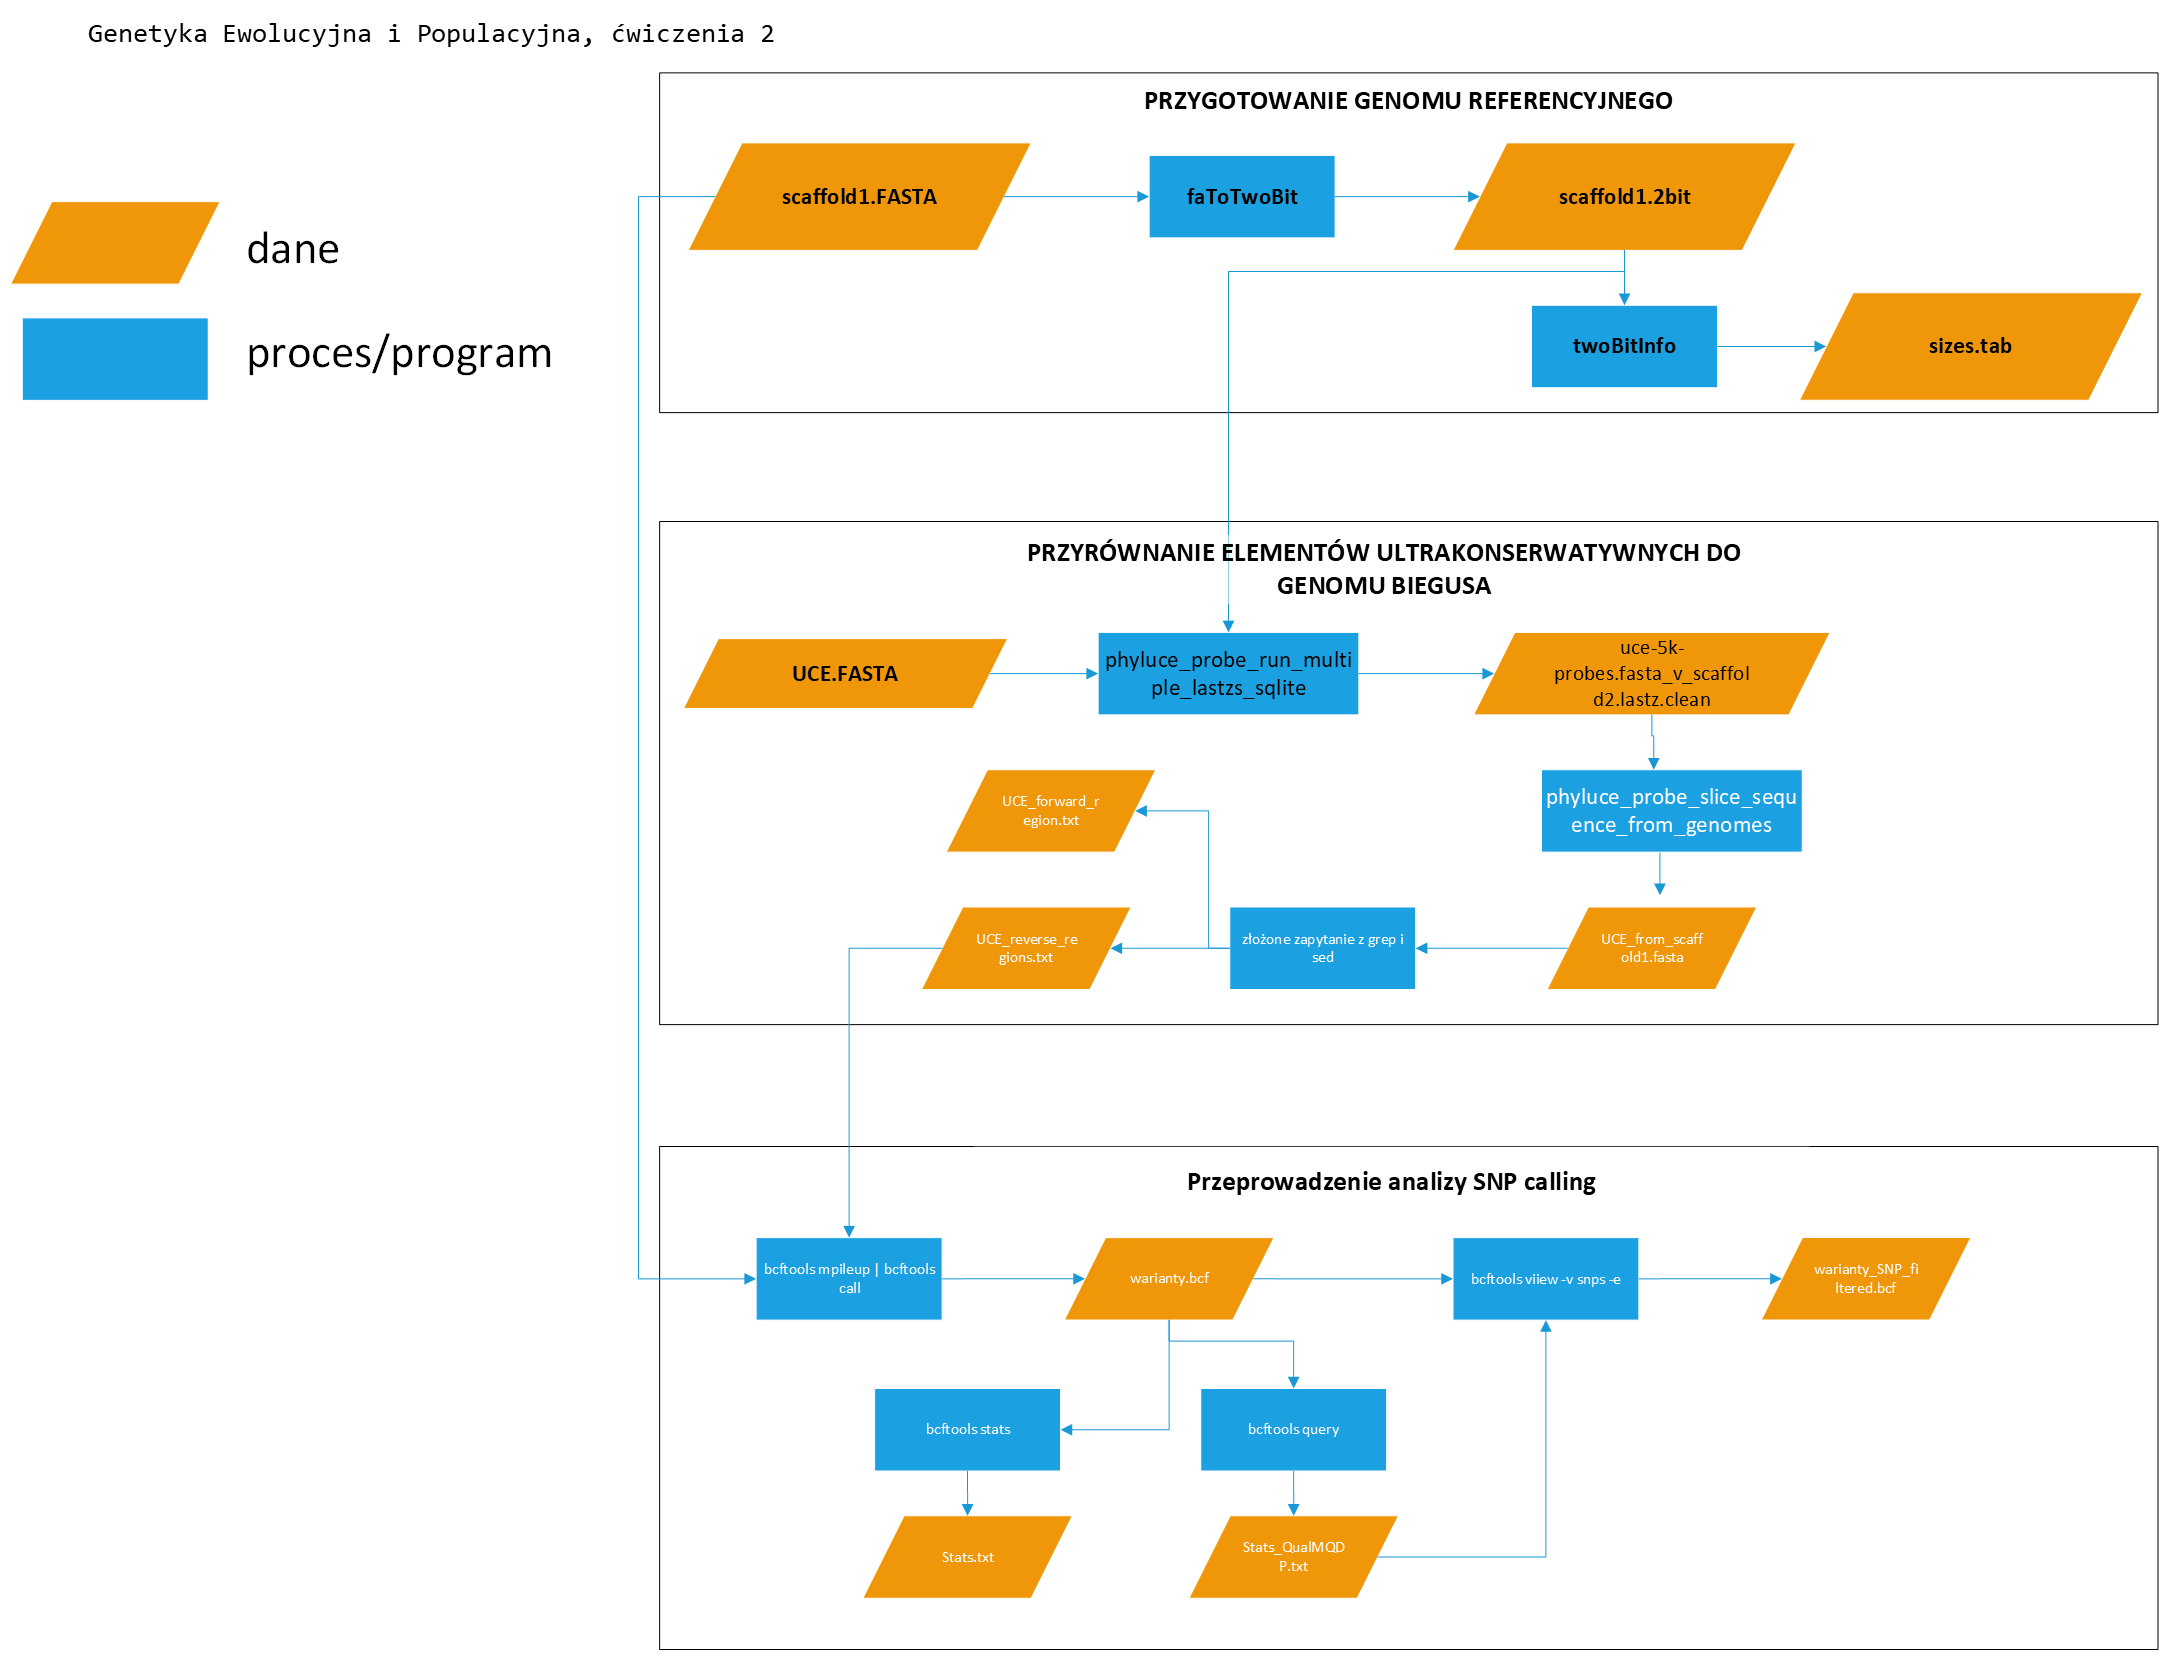 Genetyka Ewolucyjna i Populacyjna, ćwiczenia 2
dane
proces/program
PRZYGOTOWANIE GENOMU REFERENCYJNEGO
scaffold1.FASTA
faToTwoBit
scaffold1.2bit
twoBitInfo
sizes.tab
PRZYRÓWNANIE ELEMENTÓW ULTRAKONSERWATYWNYCH DO
GENOMU BIEGUSA
UCE.FASTA
phyluce_probe_run_multi
ple_lastzs_sqlite
uce-5k-
probes.fasta_v_scaffol
d2.lastz.clean
UCE_forward_r
egion.txt
phyluce_probe_slice_sequ
ence_from_genomes
UCE_reverse_re
gions.txt
złożone zapytanie z grep i
sed
UCE_from_scaff
old1.fasta
Przeprowadzenie analizy SNP calling
bcftools mpileup | bcftools
call
warianty.bcf
bcftools viiew -v snps -e
warianty_SNP_fi
ltered.bcf
bcftools stats
bcftools query
Stats.txt
Stats_QualMQD
P.txt